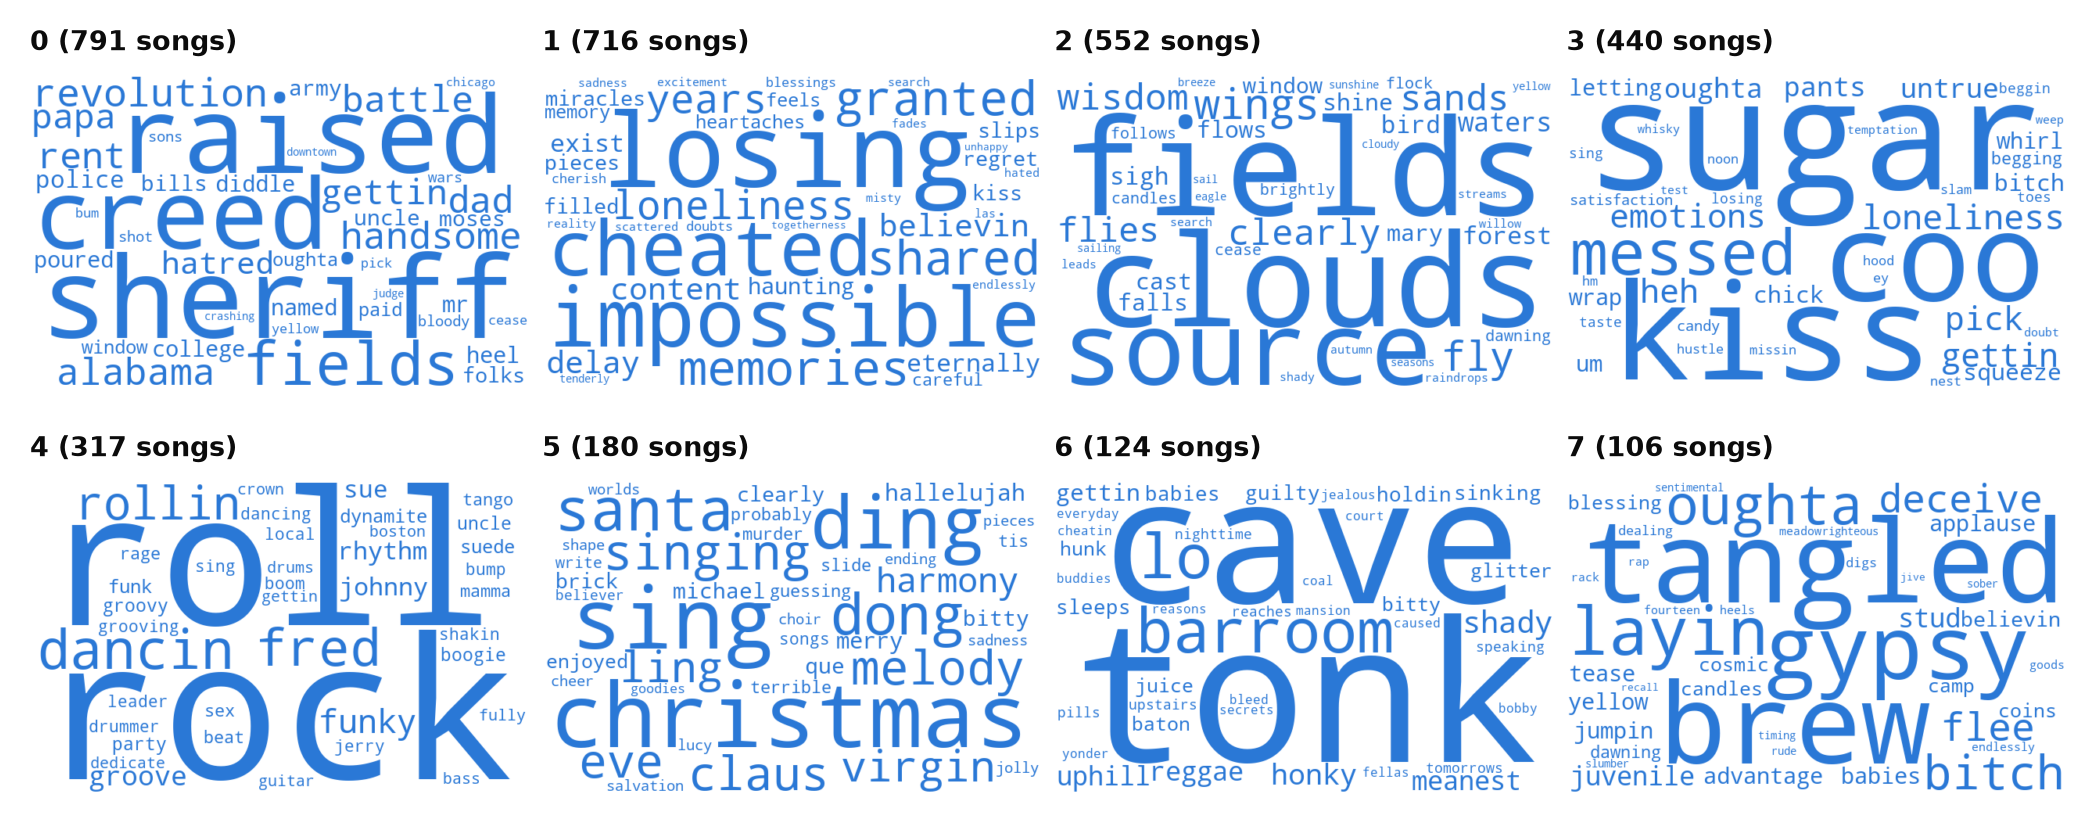 0 (791 songs)
revolution army battle chicago
papa raised sons
rent downtown
police bills diddle wars
creed gettin dad
bum uncle moses
shot handsome
poured hatred oughta pick
sheriff judge
named paid mr
crashing yellow bloody cease
window college fields heel
alabama folks
1 (716 songs)
sadness excitement blessings search
miracles years feels granted
memory losing heartaches fades
exist slips
pieces unhappy regret
cherish hated
filled loneliness misty kiss
reality scattered doubts togetherness las believin
cheated shared
content haunting endlessly
impossible
delay memories eternally
tenderly careful
2 (552 songs)
breeze window sunshine flock yellow
wisdom wings shine sands
fields follows flows bird waters
cloudy
sigh sail brightly
candles eagle streams
flies search clearly mary willow forest
sailing cease
leads clouds
cast
falls
source dawning
autumn seasons fly
shady raindrops
3 (440 songs)
letting oughta pants untrue beggin
sugar whisky temptation weep
sing noon whirl
begging
satisfaction test losing slam bitch
toes
emotions loneliness
messed coo hood
hm ey
wrap heh chick
taste kiss candy pick doubt
hustle missin
um gettin
nest squeeze
4 (317 songs)
rollin crown sue tango
roll dancing dynamite
local boston uncle
rage rhythm suede
sing drums bump
funk boom johnny mamma
groovy gettin
grooving
dancin fred shakin
boogie
rock leader sex funky fully
drummer beat
party jerry
dedicate
groove guitar bass
5 (180 songs)
worlds clearly hallelujah
santa probably ding pieces
shape singing murder tis
write slide ending
brick michael guessing harmony
believer
sing choir dong bitty
songs merry sadness
enjoyed ling que melody
cheer goodies terrible
christmas
lucy
eve claus virgin jolly
salvation
6 (124 songs)
gettin babies guilty jealous holdin sinking
everyday cave court
cheatin lo nighttime
hunk
buddies coal glitter
sleeps reasons reaches mansion bitty
barroom caused shady
tonk speaking
juice bleed
upstairs secrets
pills baton bobby
yonder
uphill reggae honky fellas tomorrows
meanest
7 (106 songs)
sentimental
blessing oughta deceive
tangled dealing meadow righteous applause
rack rap digs jive sober
fourteen heels
layin gypsy stud believin
tease cosmic goods
yellow recall candles camp
brew coins
jumpin timing flee
dawning rude endlessly
slumber
juvenile advantage babies bitch